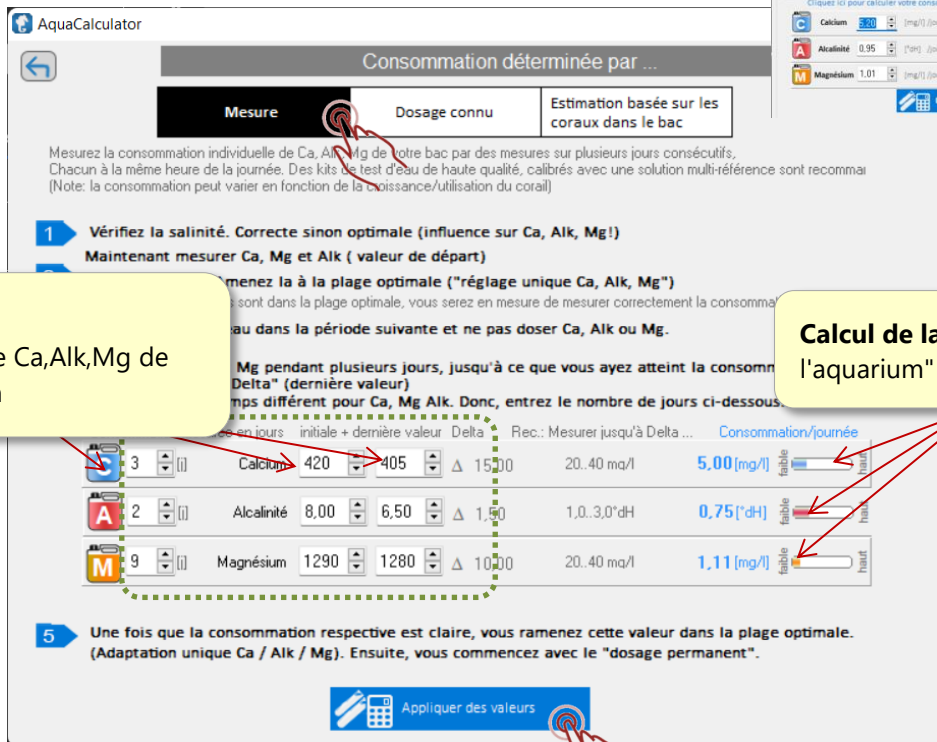 AquaCalculator
Cliquez ici pour calculer votre
Calcium 5,20 [mg/l]
Alcalinité 0,95 [°dH]
Magnésium 1,01 [mg/l]
Consommation déterminée par ...
Mesure
Dosage connu
Estimation basée sur les
coraux dans le bac
Mesurez la consommation individuelle de Ca, Alk, Mg de votre bac par des mesures sur plusieurs jours consécutifs,
Chacun à la même heure de la journée. Des kits de test d'eau de haute qualité, calibrés avec une solution multi-référence sont
(Note: la consommation peut varier en fonction de la croissance/utilisation du corail)
1 Vérifiez la salinité. Correcte sinon optimale (influence sur Ca, Alk, Mg!)
Maintenant mesurer Ca, Mg et Alk ( valeur de départ)
menez la à la plage optimale ("réglage unique Ca, Alk, Mg")
sont dans la plage optimale, vous serez en mesure de mesurer correctement la
eau dans la période suivante et ne pas doser Ca, Alk ou Mg.
Mg pendant plusieurs jours, jusqu'à ce que vous ayez atteint la
Delta" (dernière valeur)
différent pour Ca, Mg Alk. Donc, entrez le nombre de jours ci-dessous.
e Ca,Alk,Mg de
Calcul de la
l'aquarium"
en jours initiale + dernière valeur Delta Rec.: Mesurer jusqu'à Delta ... Consommation/journée
C 3 [i] Calcium 420 405 Δ 15,00 20..40 mg/l 5,00 [mg/l] faible haut
A 2 [i] Alcalinité 8,00 6,50 Δ 1,50 1,0..3,0°dH 0,75 [°dH] faible haut
M 9 [i] Magnésium 1290 1280 Δ 10,00 20..40 mg/l 1,11 [mg/l] faible haut
5 Une fois que la consommation respective est claire, vous ramenez cette valeur dans la plage optimale.
(Adaptation unique Ca / Alk / Mg). Ensuite, vous commencez avec le "dosage permanent".
Appliquer des valeurs